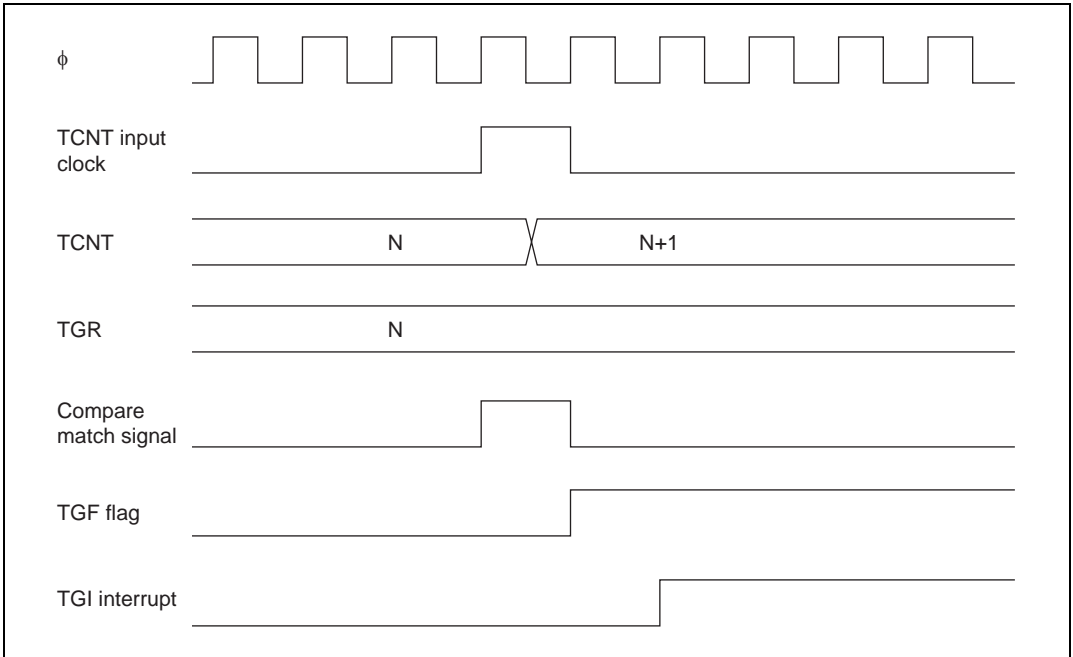 ϕ
TCNT input
clock
TCNT
N
N+1
TGR
N
Compare
match signal
TGF flag
TGI interrupt